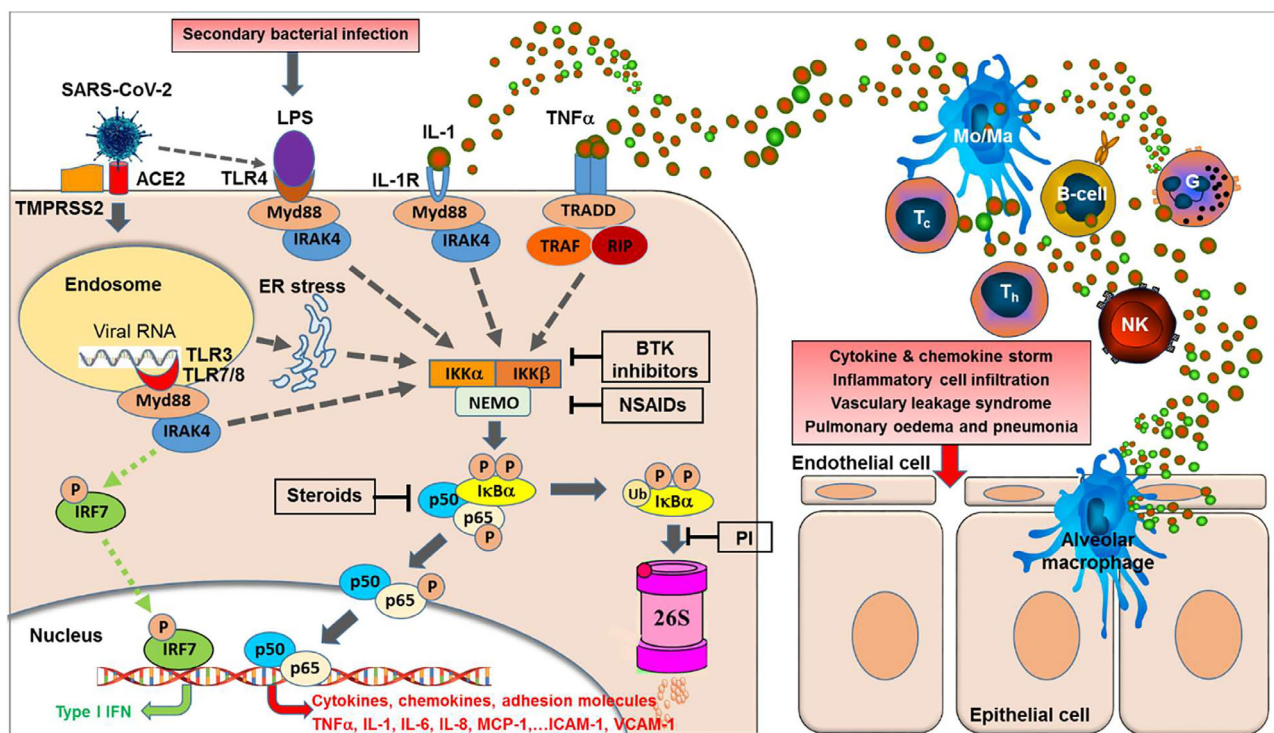 Secondary bacterial infection
SARS-CoV-2
LPS
IL-1
TNFα
ACE2
TLR4
IL-1R
TMPRSS2
Myd88
IRAK4
Myd88
IRAK4
TRADD
TRAF
RIP
Endosome
Viral RNA
TLR3
TLR7/8
Myd88
IRAK4
ER stress
IKKα
IKKβ
NEMO
BTK
inhibitors
NSAIDs
P
IRF7
Steroids
P
P
p50
IκBα
p65
P
P
P
Ub
IκBα
PI
26S
p50
p65
P
Nucleus
P
IRF7
p50
p65
Type I IFN
Cytokines, chemokines, adhesion molecules
TNFα, IL-1, IL-6, IL-8, MCP-1,...ICAM-1, VCAM-1
Mo/Ma
B-cell
G
Tc
Th
NK
Cytokine & chemokine storm
Inflammatory cell infiltration
Vasculary leakage syndrome
Pulmonary oedema and pneumonia
Endothelial cell
Alveolar
macrophage
Epithelial cell